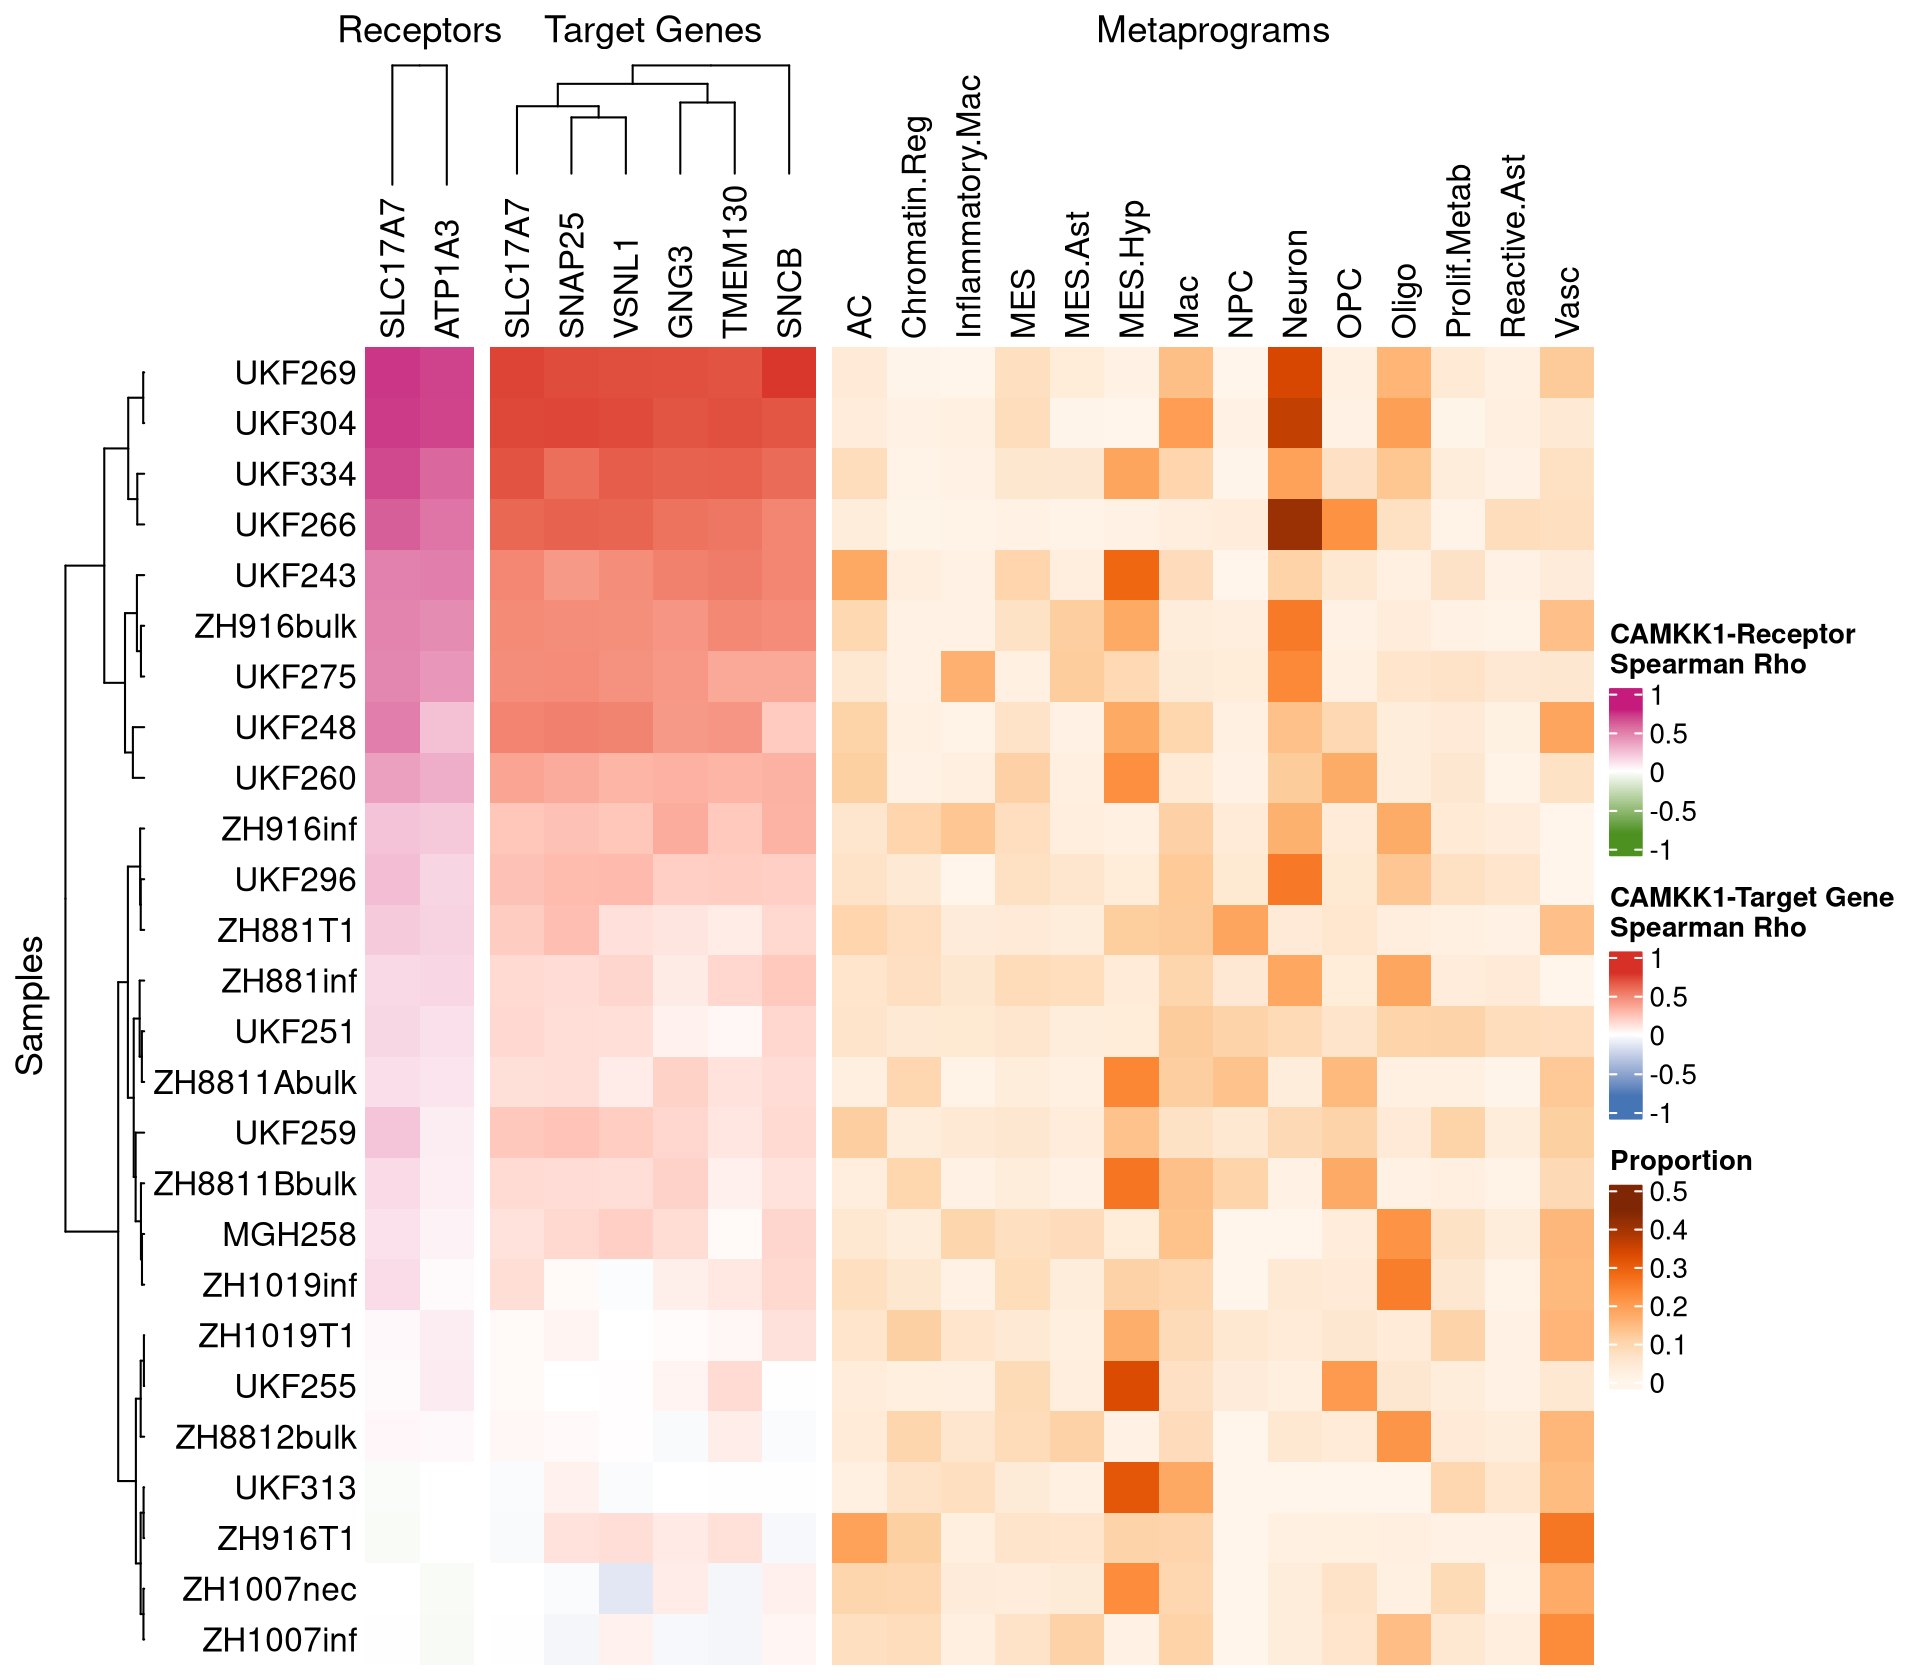 Receptors
Target Genes
Metaprograms
SLC17A7
ATP1A3
SLC17A7
SNAP25
VSNL1
GNG3
TMEM130
SNCB
AC
Chromatin.Reg
Inflammatory.Mac
MES
MES.Ast
MES.Hyp
Mac
NPC
Neuron
OPC
Oligo
Prolif.Metab
Reactive.Ast
Vasc
Samples
UKF269
UKF304
UKF334
UKF266
UKF243
ZH916bulk
UKF275
UKF248
UKF260
ZH916inf
UKF296
ZH881T1
ZH881inf
UKF251
ZH8811Abulk
UKF259
ZH8811Bbulk
MGH258
ZH1019inf
ZH1019T1
UKF255
ZH8812bulk
UKF313
ZH916T1
ZH1007nec
ZH1007inf
CAMKK1-Receptor
Spearman Rho
1
0.5
0
-0.5
-1
CAMKK1-Target Gene
Spearman Rho
1
0.5
0
-0.5
-1
Proportion
0.5
0.4
0.3
0.2
0.1
0